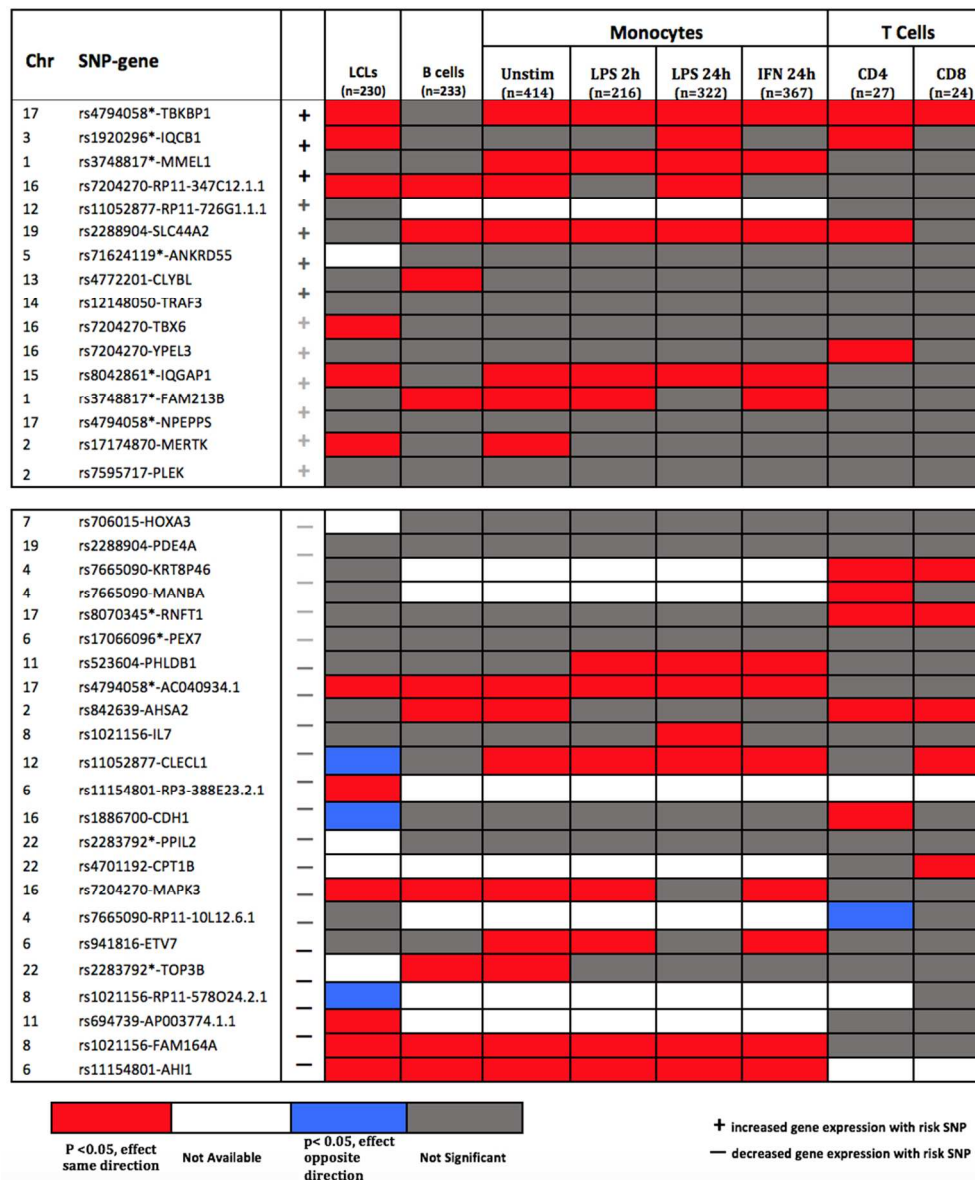 Monocytes T Cells
Chr SNP-gene LCLs B cells Unstim LPS 2h LPS 24h IFN 24h CD4 CD8
(n=230) (n=233) (n=414) (n=216) (n=322) (n=367) (n=27) (n=24)
17 rs4794058*-TBKBP1 +
3 rs1920296*-IQCB1 +
1 rs3748817*-MMEL1 +
16 rs7204270-RP11-347C12.1.1 +
12 rs11052877-RP11-726G1.1.1 +
19 rs2288904-SLC44A2 +
5 rs71624119*-ANKRD55 +
13 rs4772201-CLYBL +
14 rs12148050-TRAF3
16 rs7204270-TBX6 +
16 rs7204270-YPEL3 +
15 rs8042861*-IQGAP1 +
1 rs3748817*-FAM213B +
17 rs4794058*-NPEPPS
2 rs17174870-MERTK +
2 rs7595717-PLEK +
7 rs706015-HOXA3 —
19 rs2288904-PDE4A —
4 rs7665090-KRT8P46 —
4 rs7665090-MANBA —
17 rs8070345*-RNFT1 —
6 rs17066096*-PEX7 —
11 rs523604-PHLDB1 —
17 rs4794058*-AC040934.1 —
2 rs842639-AHSA2 —
8 rs1021156-IL7 —
12 rs11052877-CLECL1 —
6 rs11154801-RP3-388E23.2.1 —
16 rs1886700-CDH1 —
22 rs2283792*-PPIL2 —
22 rs4701192-CPT1B —
16 rs7204270-MAPK3 —
4 rs7665090-RP11-10L12.6.1 —
6 rs941816-ETV7 —
22 rs2283792*-TOP3B —
8 rs1021156-RP11-578O24.2.1 —
11 rs694739-AP003774.1.1 —
8 rs1021156-FAM164A —
6 rs11154801-AHI1 —
P <0.05, effect
same direction
Not Available
p< 0.05, effect
opposite
direction
Not Significant
+ increased gene expression with risk SNP
— decreased gene expression with risk SNP